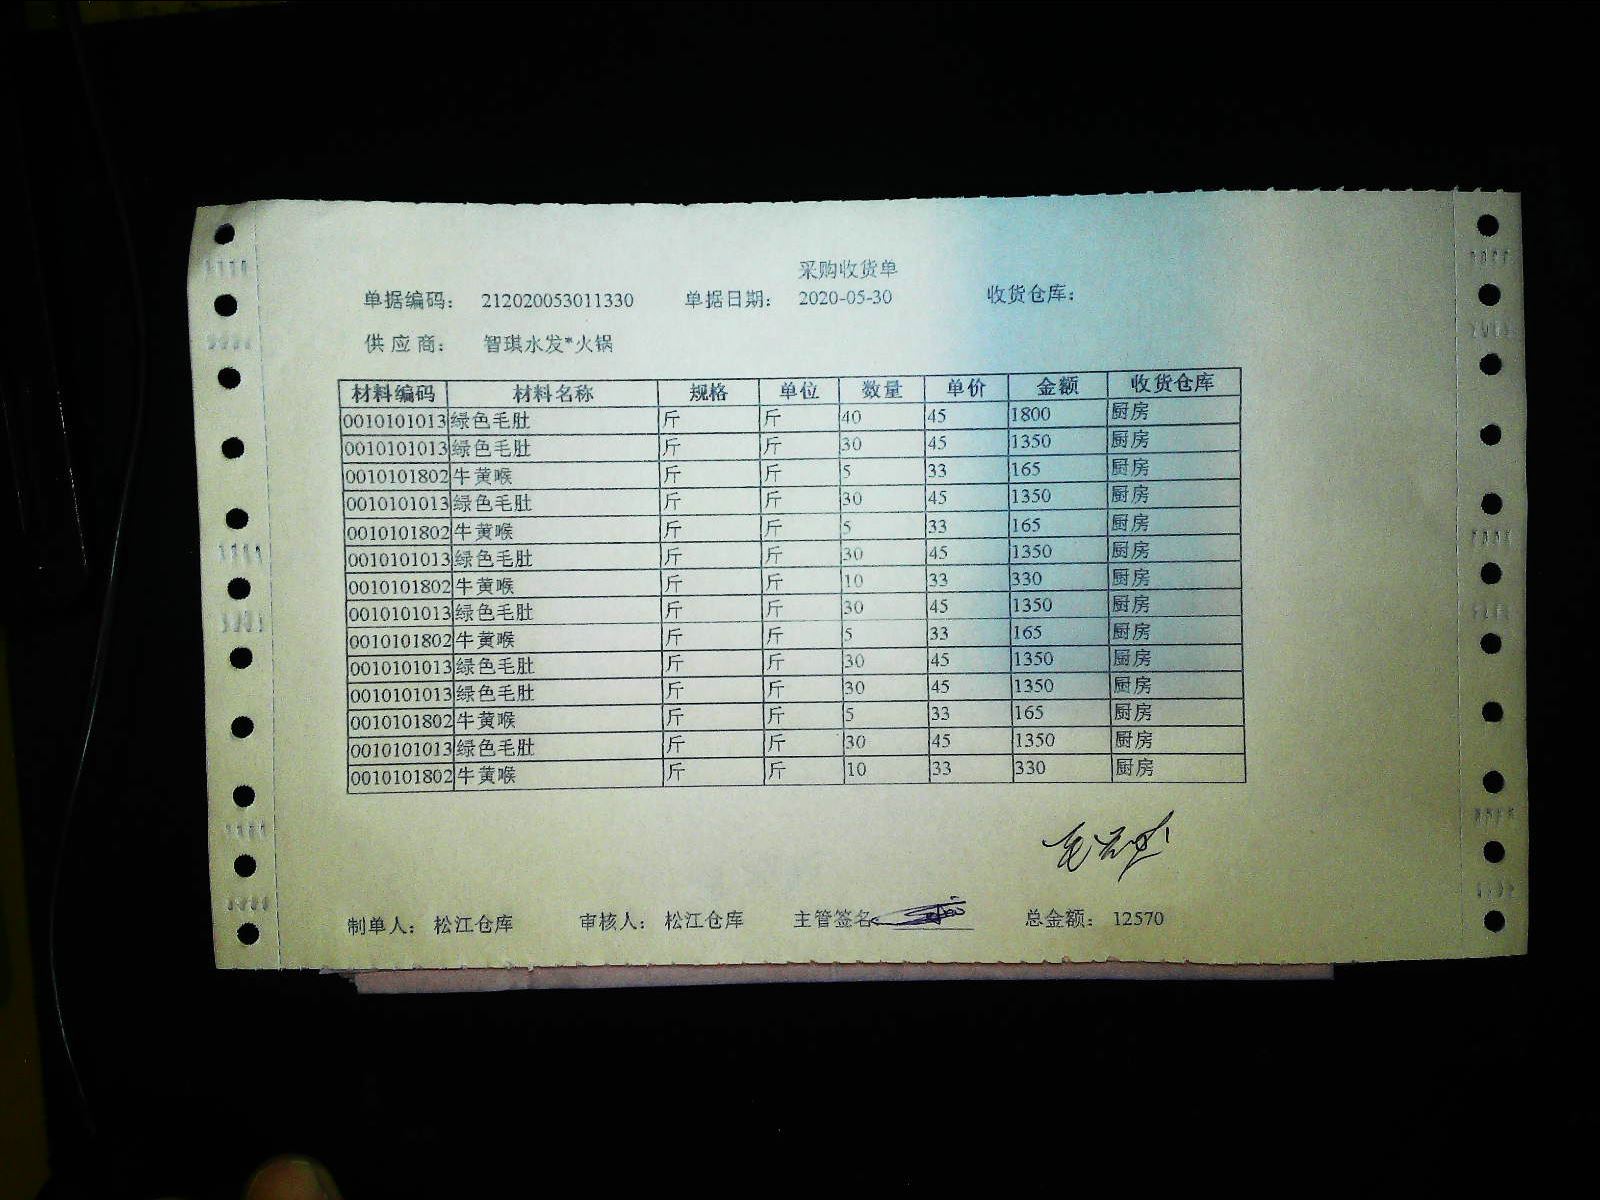 采购收货单
单据编码： 212020053011330 单据日期： 2020-05-30 收货仓库：
供应商： 智琪水发*火锅
材料编码 材料名称 规格 单位 数量 单价 金额 收货仓库
0010101013 绿色毛肚 斤 斤 40 45 1800 厨房
0010101013 绿色毛肚 斤 斤 30 45 1350 厨房
0010101802 牛黄喉 斤 斤 5 33 165 厨房
0010101013 绿色毛肚 斤 斤 30 45 1350 厨房
0010101802 牛黄喉 斤 斤 5 33 165 厨房
0010101013 绿色毛肚 斤 斤 30 45 1350 厨房
0010101802 牛黄喉 斤 斤 10 33 330 厨房
0010101013 绿色毛肚 斤 斤 30 45 1350 厨房
0010101802 牛黄喉 斤 斤 5 33 165 厨房
0010101013 绿色毛肚 斤 斤 30 45 1350 厨房
0010101013 绿色毛肚 斤 斤 30 45 1350 厨房
0010101802 牛黄喉 斤 斤 5 33 165 厨房
0010101013 绿色毛肚 斤 斤 30 45 1350 厨房
0010101802 牛黄喉 斤 斤 10 33 330 厨房
制单人： 松江仓库 审核人： 松江仓库 主管签名 总金额： 12570